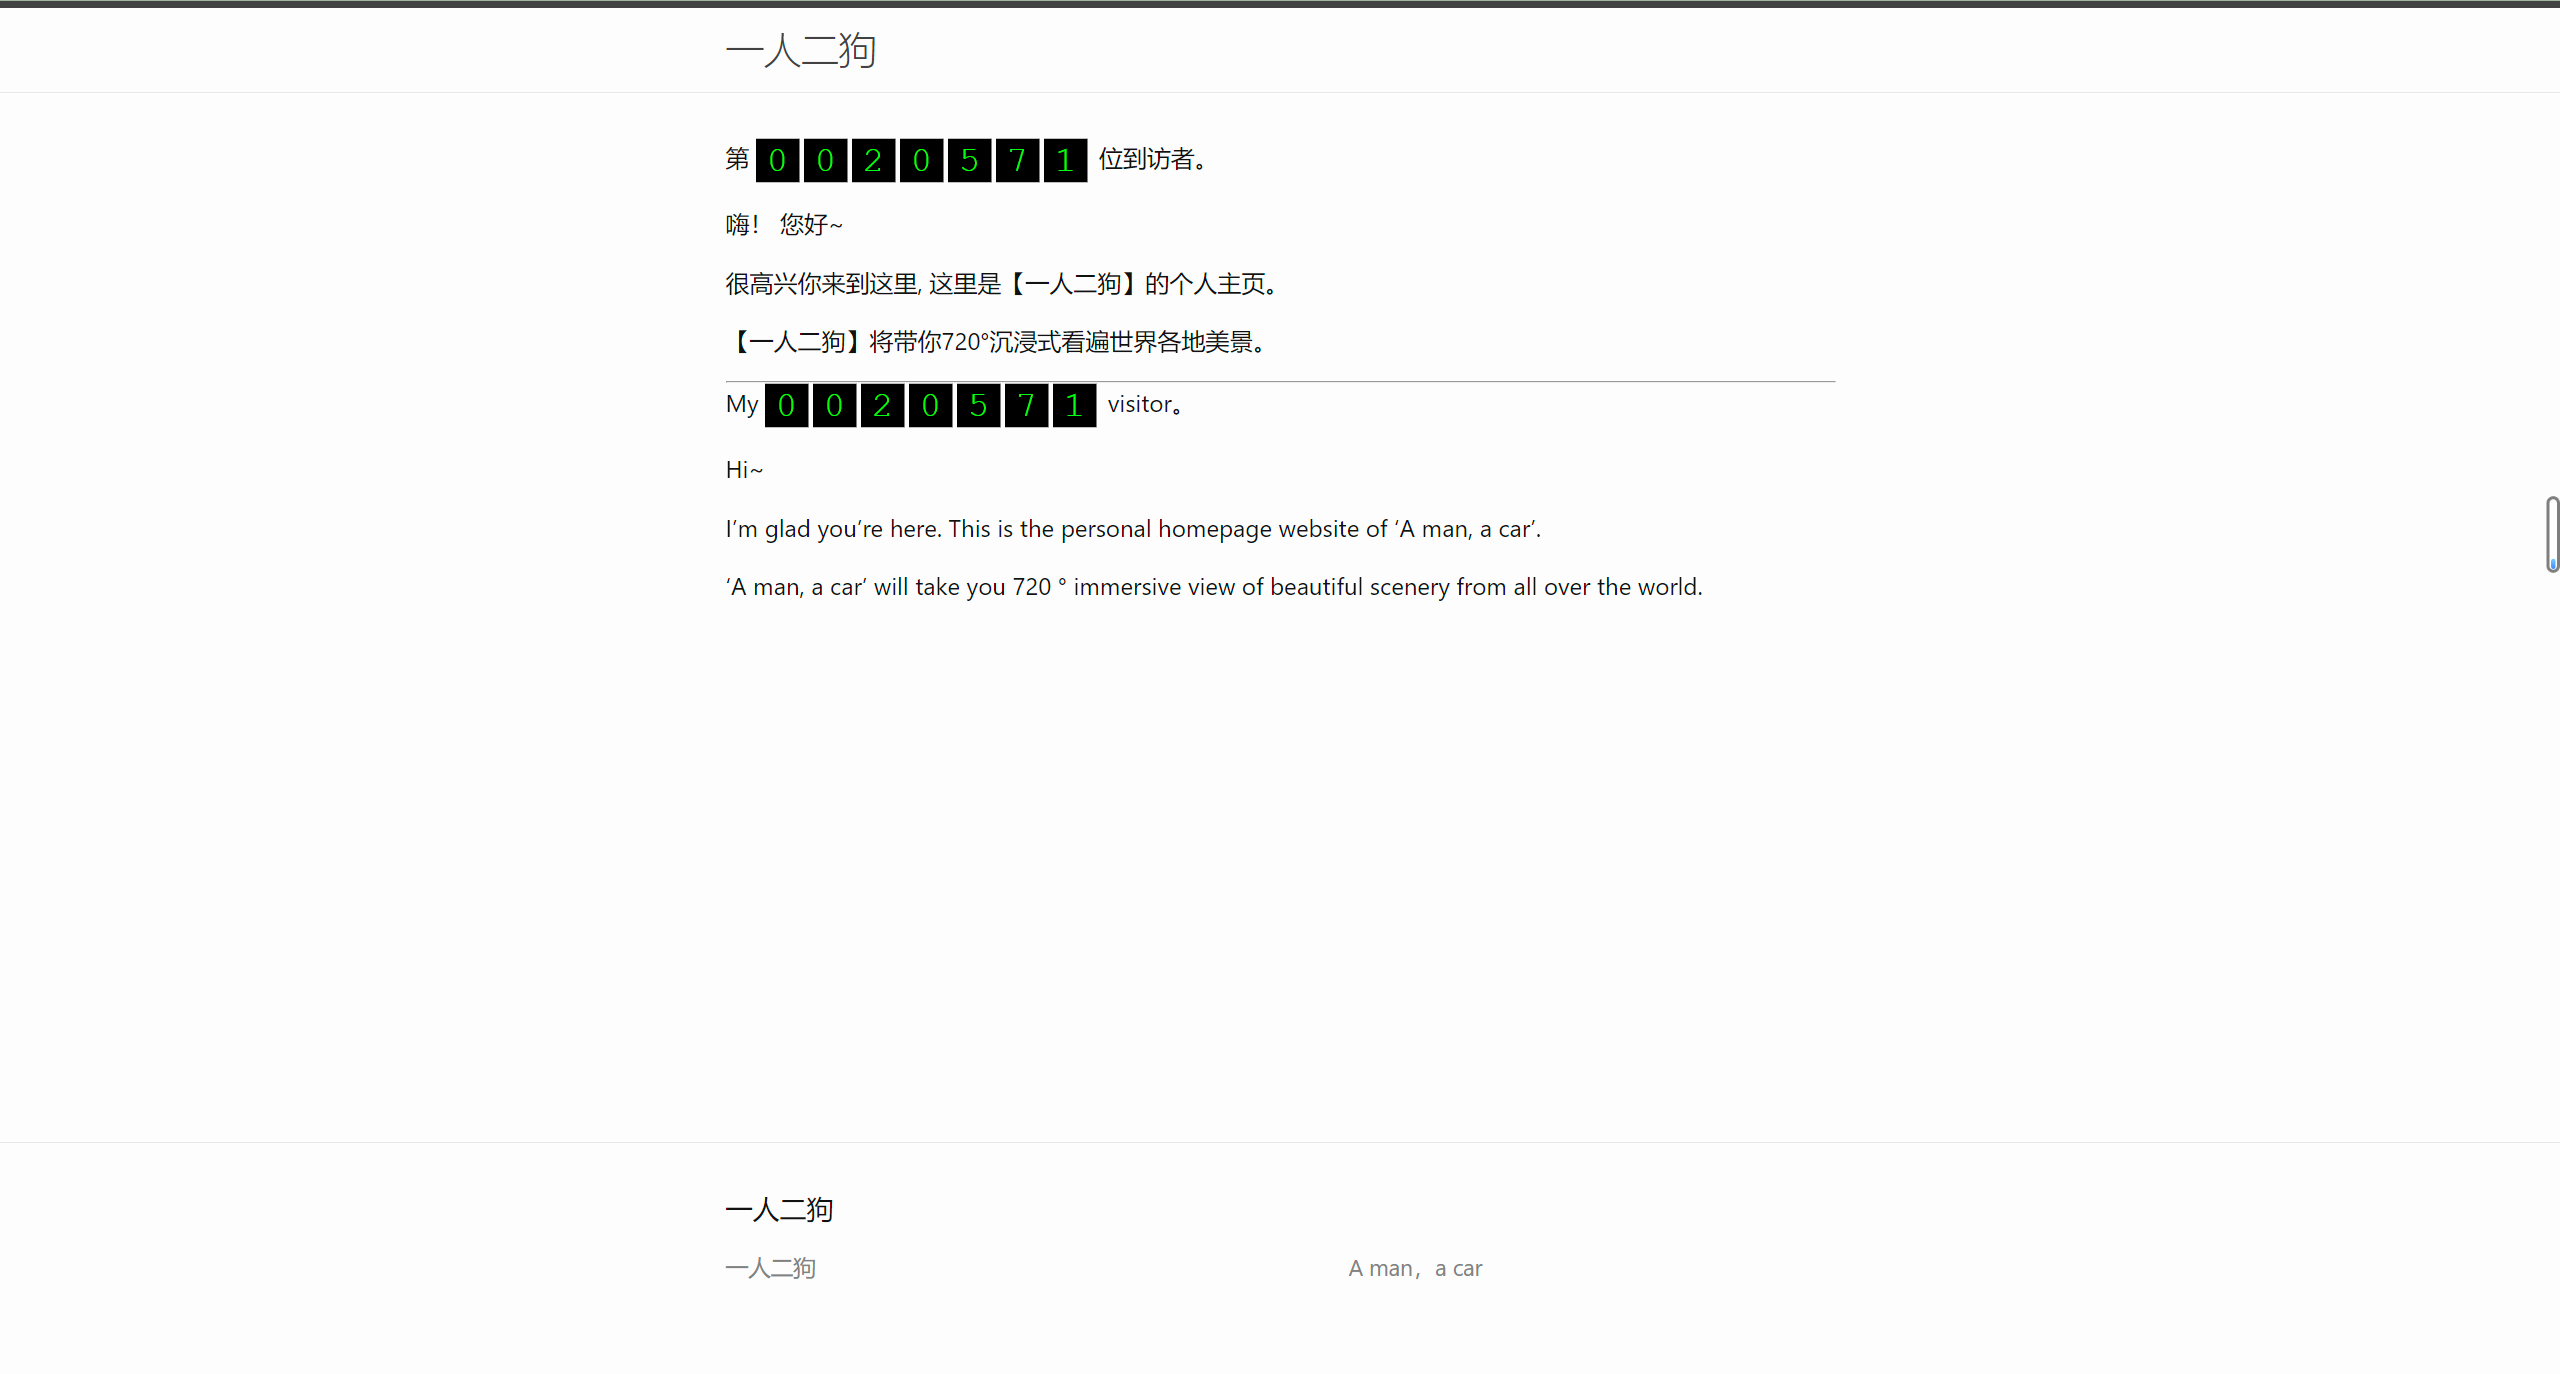 一人二狗
第 0 0 2 0 5 7 1 位到访者。
嗨！ 您好~
很高兴你来到这里, 这里是【一人二狗】的个人主页。
【一人二狗】将带你720°沉浸式看遍世界各地美景。
My 0 0 2 0 5 7 1 visitor。
Hi~
I’m glad you’re here. This is the personal homepage website of ‘A man, a car’.
‘A man, a car’ will take you 720 ° immersive view of beautiful scenery from all over the world.
一人二狗
一人二狗 A man，a car